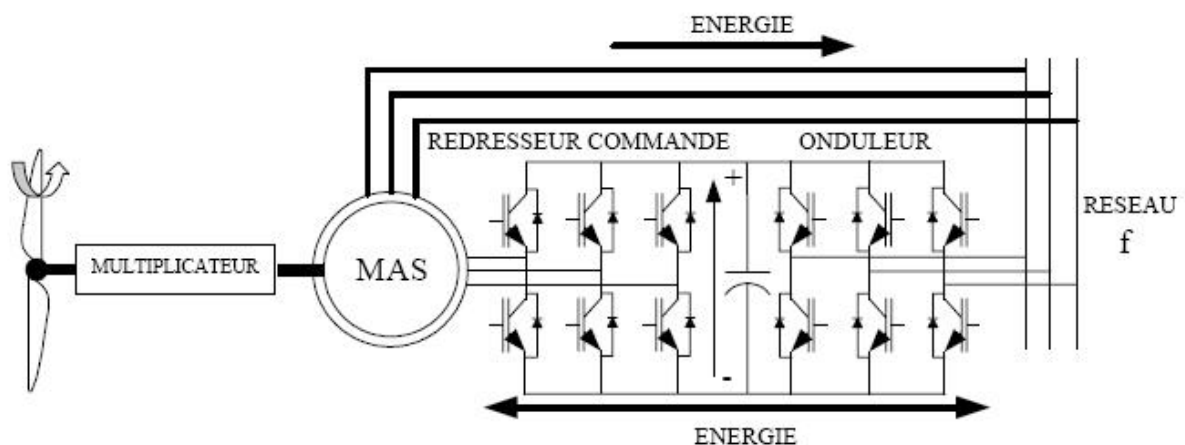 ENERGIE
REDRESSEUR COMMANDE
ONDULEUR
+
RESEAU
f
MULTIPLICATEUR
MAS
-
ENERGIE